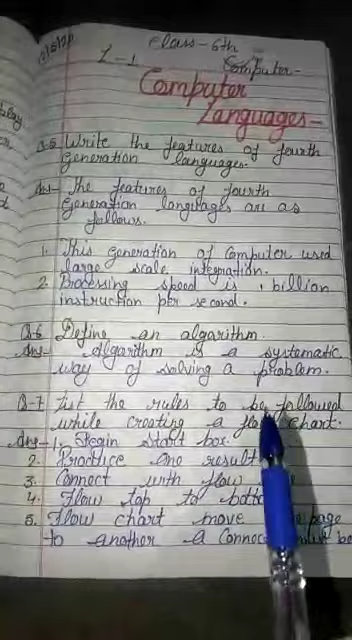 Class-6th
L-1 Computer-
Computer
Languages-
Q-5 Write the features of fourth
generation languages.
Ans- The features of fourth
generation languages are as
follows.
1. This generation of computer used
large scale integration.
2. Processing speed is 1 billion
instruction per second.
Q-6 Define an algorithm.
Ans- Algorithm is a systematic
way of solving a problem.
Q-7 List the rules to be followed
while creating a flow chart.
Ans-1. Begin start box.
2. Practice one result
3. Connect with flow
4. Flow top to
5. Flow chart move page
to another a must be